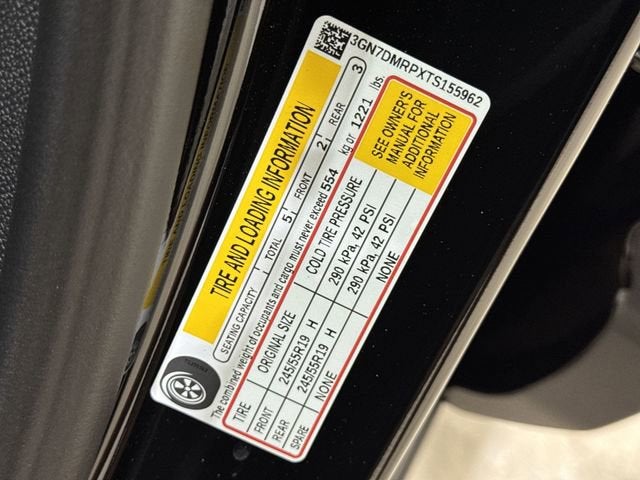 3GN7DMRPXTS155962
TIRE AND LOADING INFORMATION
SEATING CAPACITY TOTAL 5 FRONT 2 REAR 3
The combined weight of occupants and cargo must never exceed 554 kg or 1221 lbs.
TIRE ORIGINAL SIZE COLD TIRE PRESSURE
FRONT 245/55R19 H 290 kPa, 42 PSI
REAR 245/55R19 H 290 kPa, 42 PSI
SPARE NONE NONE
SEE OWNER'S
MANUAL FOR
ADDITIONAL
INFORMATION